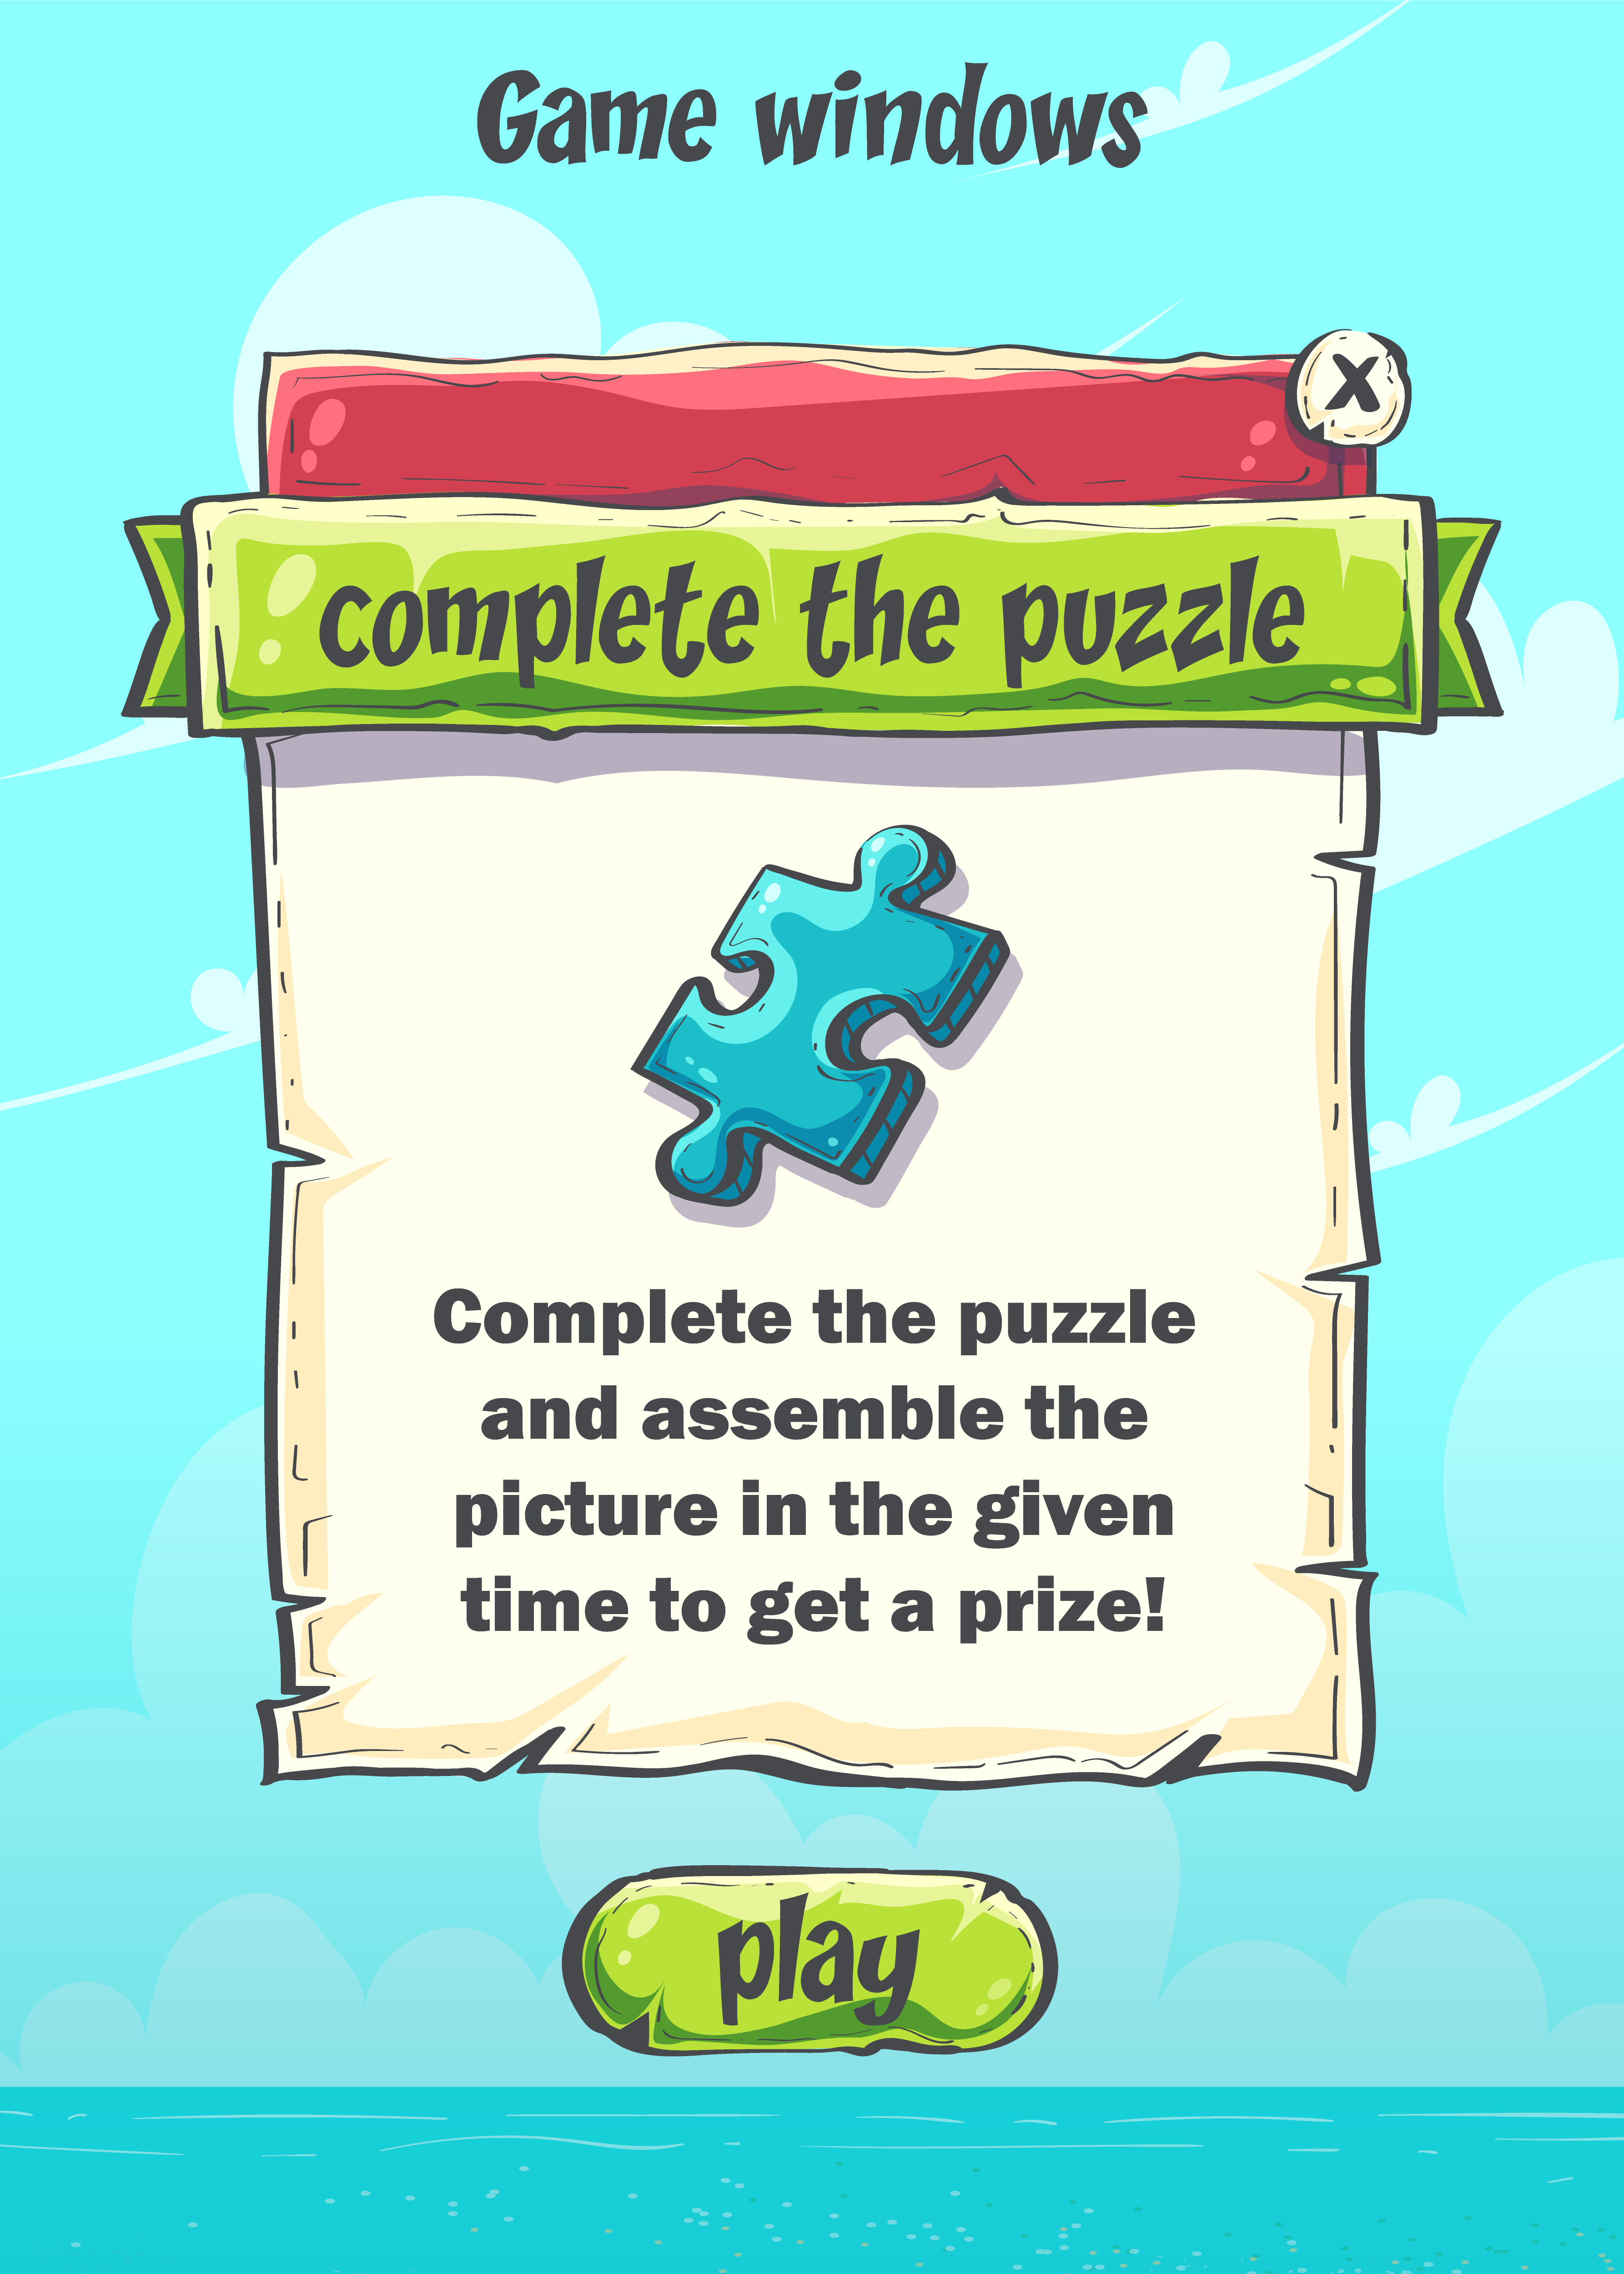 Game windows
X
complete the puzzle
Complete the puzzle
and assemble the
picture in the given
time to get a prize!
play